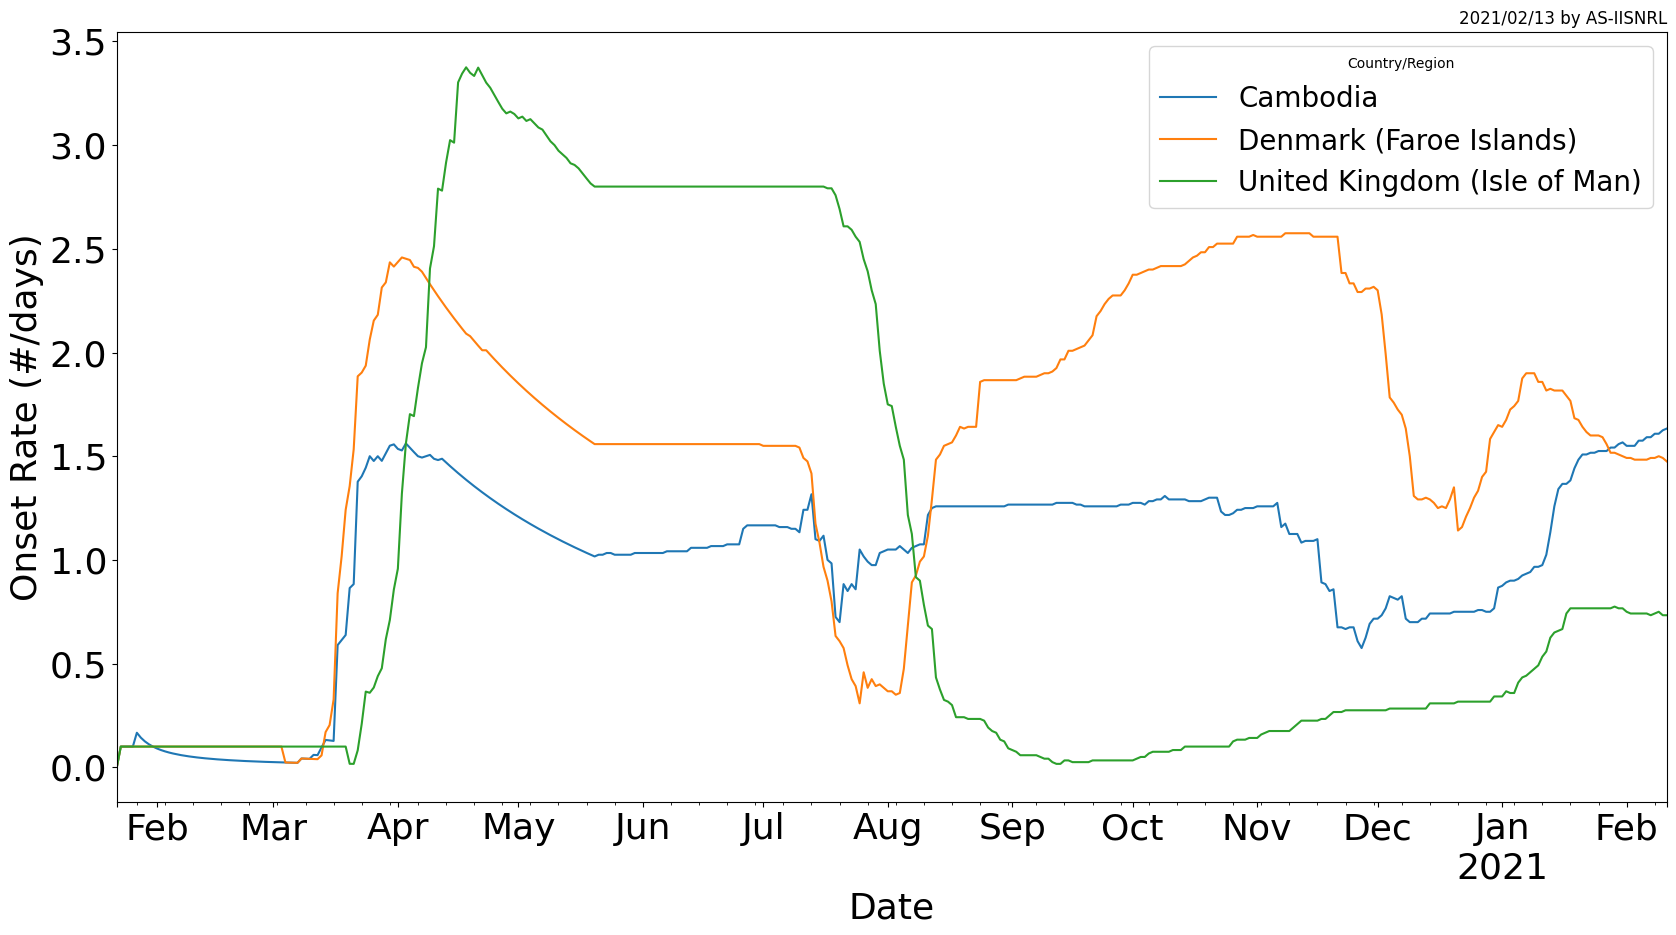 2021/02/13 by AS-IISNRL
Country/Region
Cambodia
Denmark (Faroe Islands)
United Kingdom (Isle of Man)
Onset Rate (#/days)
3.5
3.0
2.5
2.0
1.5
1.0
0.5
0.0
Feb Mar Apr May Jun Jul Aug Sep Oct Nov Dec Jan Feb
2021
Date